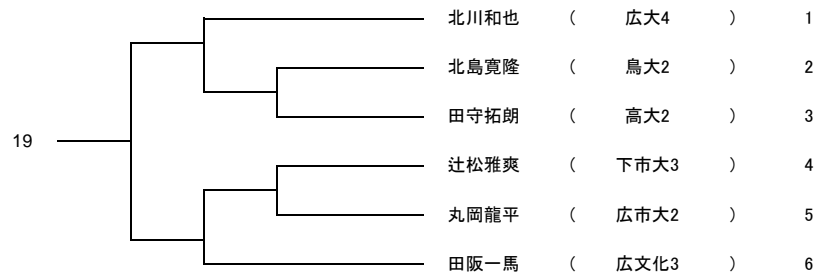 北川和也 ( 広大4 ) 1
北島寛隆 ( 鳥大2 ) 2
田守拓朗 ( 高大2 ) 3
19
辻松雅爽 ( 下市大3 ) 4
丸岡龍平 ( 広市大2 ) 5
田阪一馬 ( 広文化3 ) 6